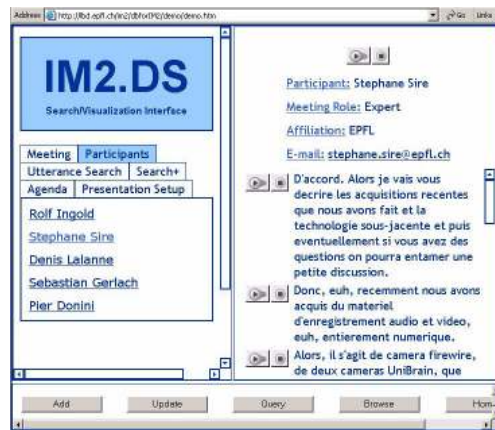 Address http://lbd.epfl.ch/im2/dbforIM2/demo/demo.htm Go Links
IM2.DS
Search/Visualization Interface
Meeting Participants
Utterance Search Search+
Agenda Presentation Setup
Rolf Ingold
Stephane Sire
Denis Lalanne
Sebastian Gerlach
Pier Donini
Participant: Stephane Sire
Meeting Role: Expert
Affiliation: EPFL
E-mail: stephane.sire@epfl.ch
D'accord. Alors je vais vous
decrire les acquisitions recentes
que nous avons fait et la
technologie sous-jacente et puis
eventuellement si vous avez des
questions on pourra entamer une
petite discussion.
Donc, euh, recemment nous avons
acquis du materiel
d'enregistrement audio et video,
euh, entierement numerique.
Alors, il s'agit de camera firewire,
de deux cameras UniBrain, que
Add Update Query Browse Hom